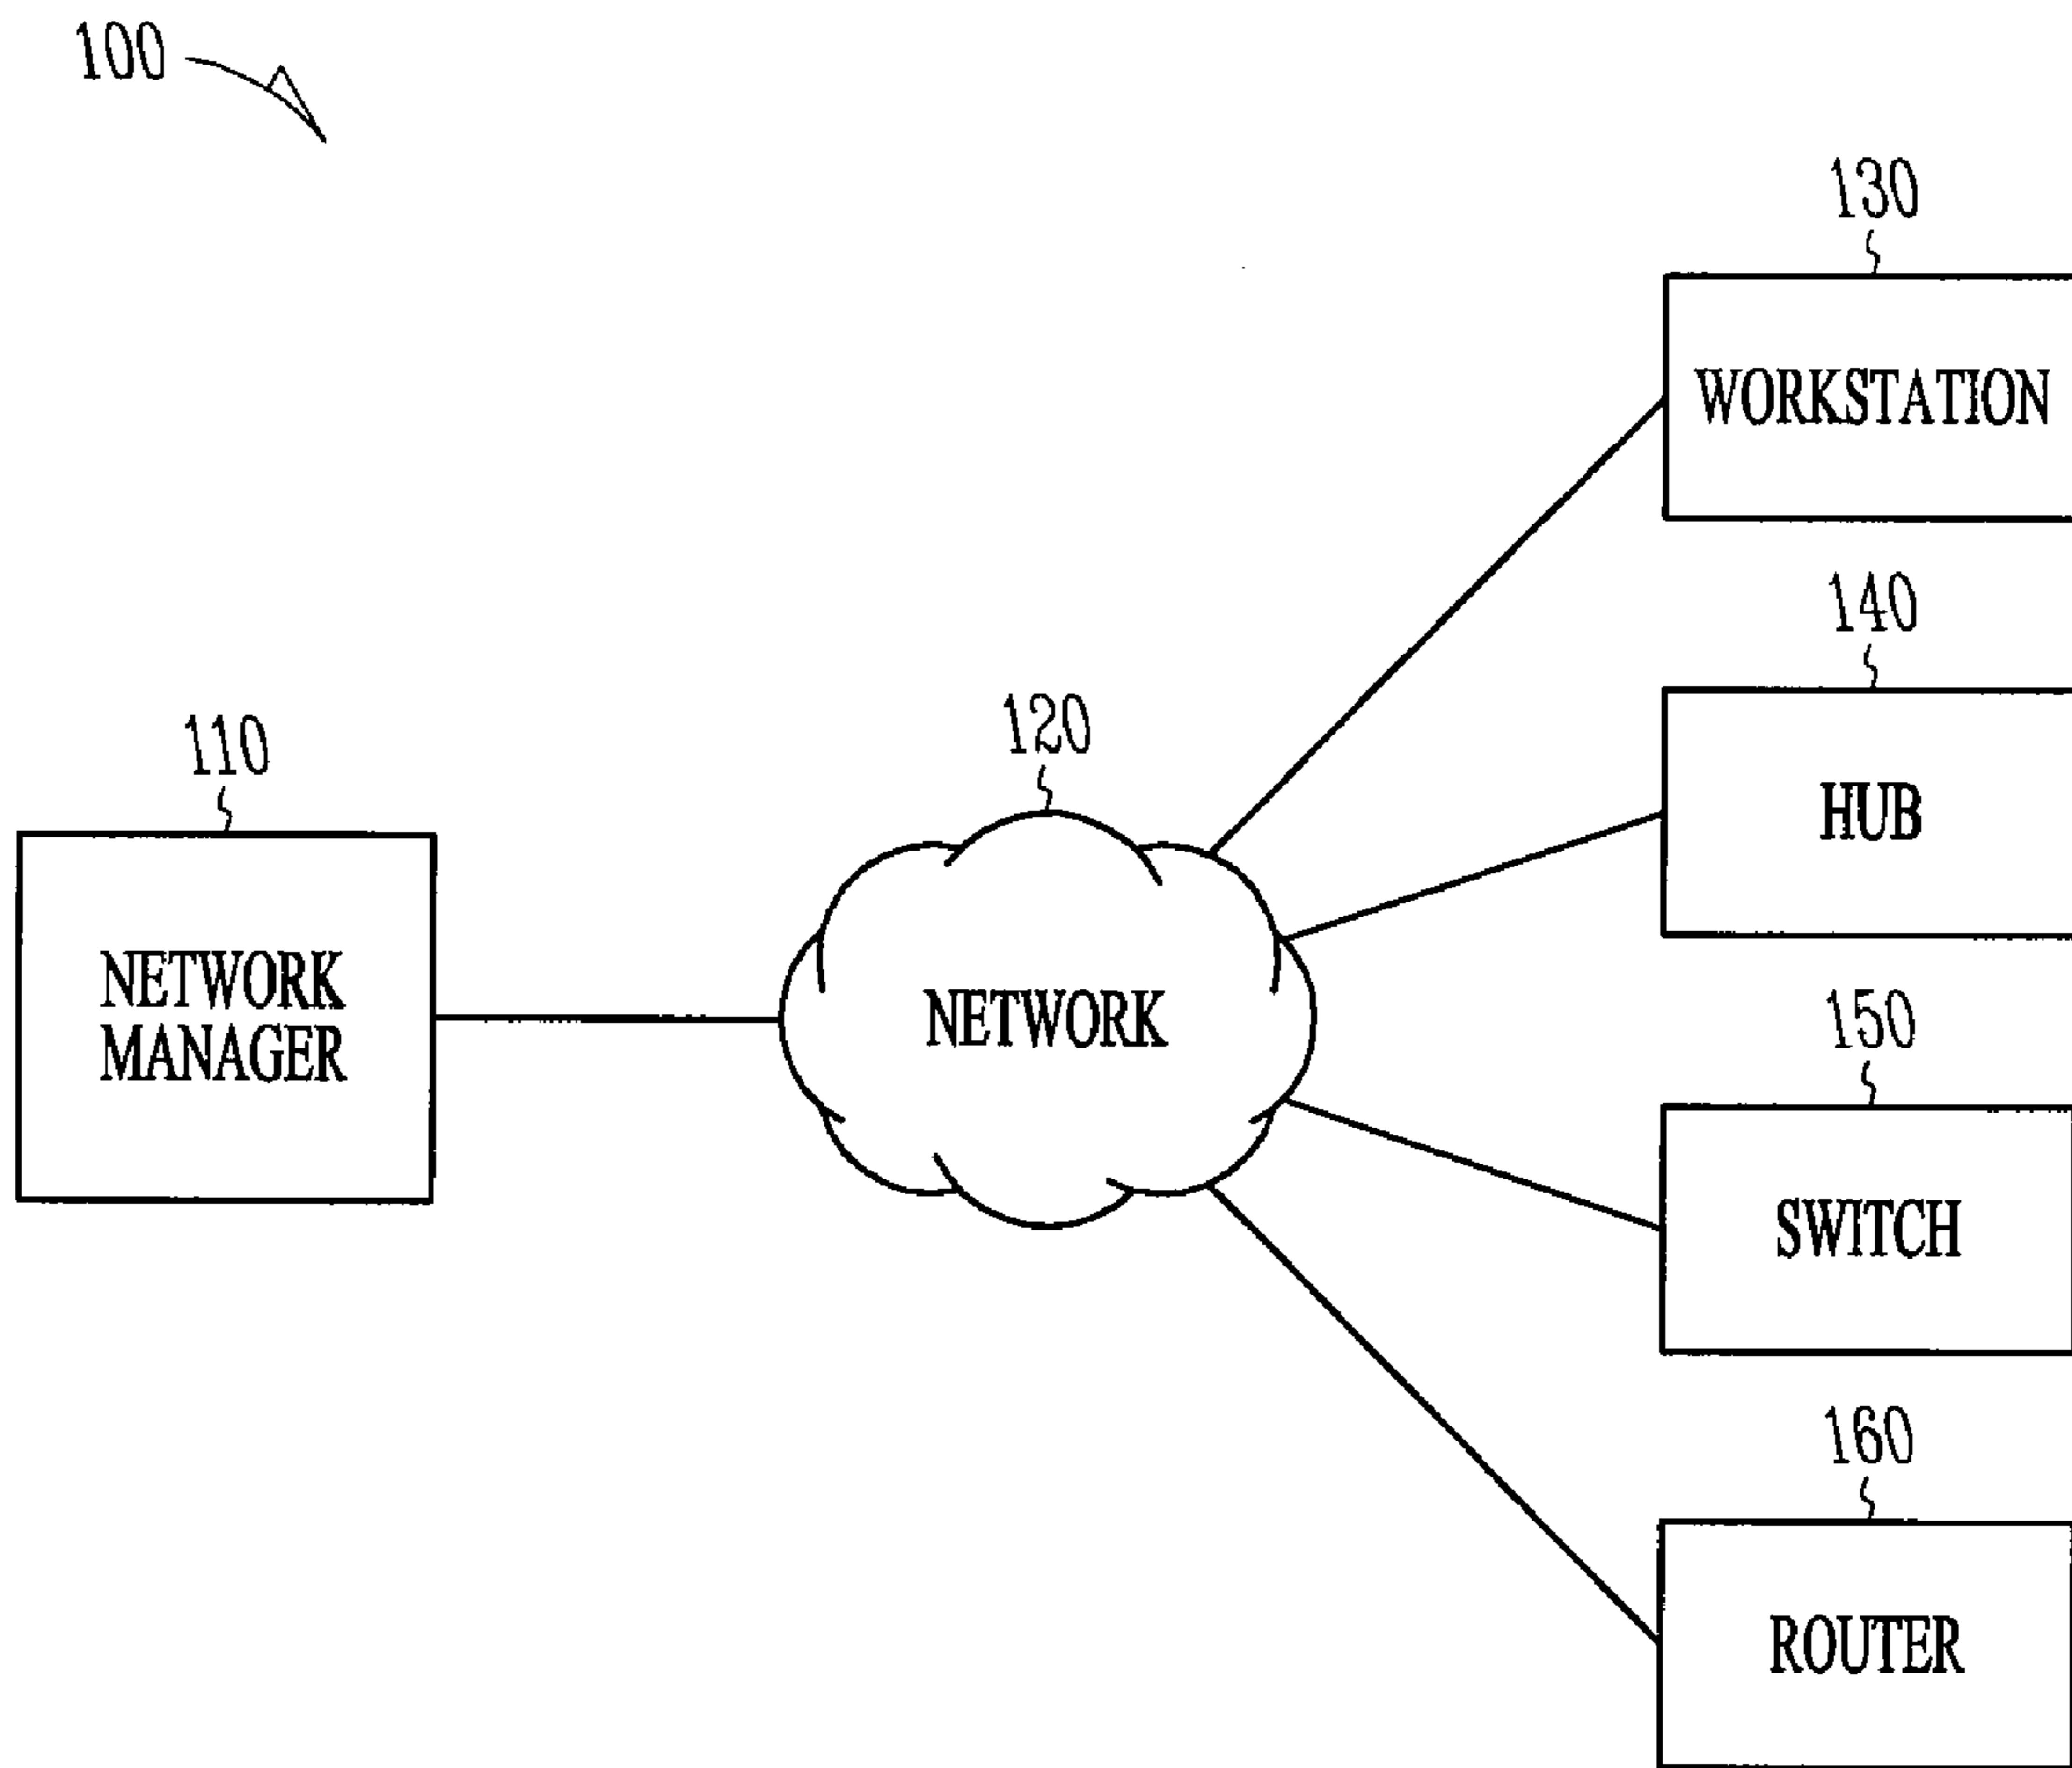 100
130
WORKSTATION
140
HUB
110
NETWORK
MANAGER
120
NETWORK
150
SWITCH
160
ROUTER